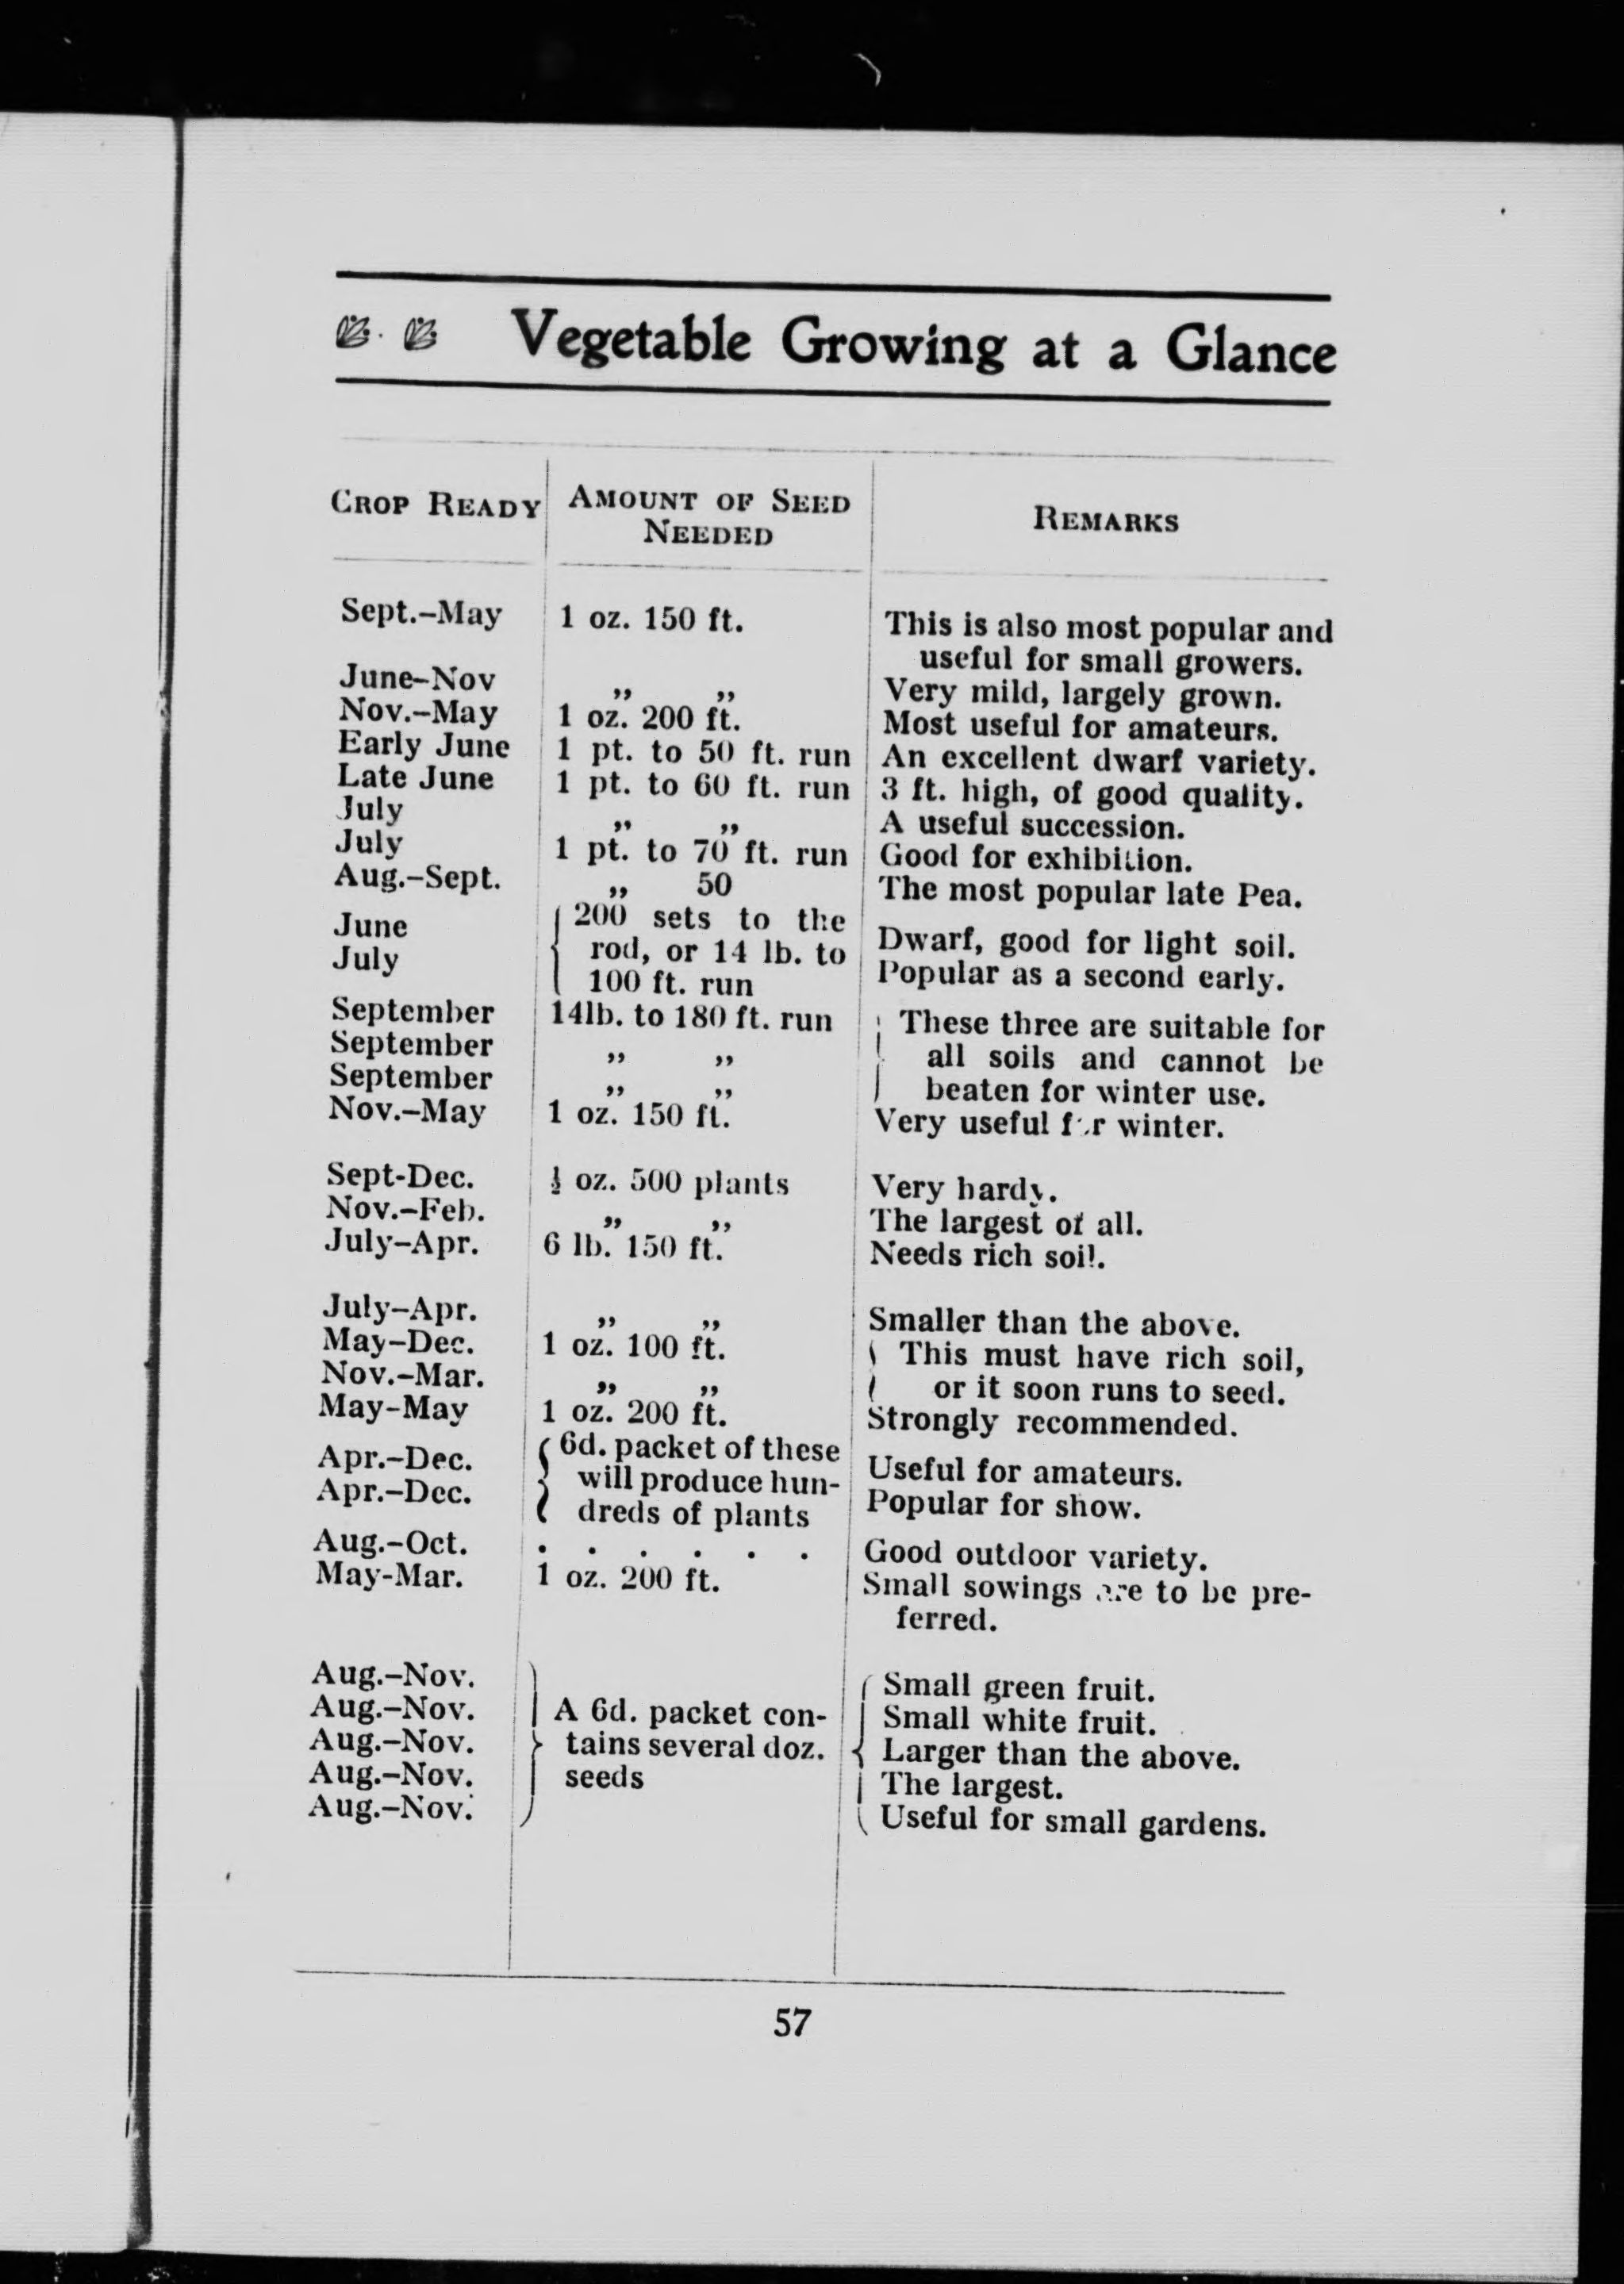 Vegetable Growing at a Glance
CROP READY | AMOUNT OF SEED NEEDED | REMARKS
Sept.–May | 1 oz. 150 ft. | This is also most popular and
useful for small growers.
June–Nov | ,, ,, | Very mild, largely grown.
Nov.–May | 1 oz. 200 ft. | Most useful for amateurs.
Early June | 1 pt. to 50 ft. run | An excellent dwarf variety.
Late June | 1 pt. to 60 ft. run | 3 ft. high, of good quality.
July | ,, ,, | A useful succession.
July | 1 pt. to 70 ft. run | Good for exhibition.
Aug.–Sept. | ,, 50 | The most popular late Pea.
June | 200 sets to the | Dwarf, good for light soil.
July | rod, or 14 lb. to | Popular as a second early.
100 ft. run
September | 14lb. to 180 ft. run | These three are suitable for
September | ,, ,, | all soils and cannot be
September | ,, ,, | beaten for winter use.
Nov.–May | 1 oz. 150 ft. | Very useful for winter.
Sept-Dec. | ½ oz. 500 plants | Very hardy.
Nov.–Feb. | ,, ,, | The largest of all.
July–Apr. | 6 lb. 150 ft. | Needs rich soil.
July–Apr. | ,, ,, | Smaller than the above.
May–Dec. | 1 oz. 100 ft. | This must have rich soil,
Nov.–Mar. | ,, ,, | or it soon runs to seed.
May–May | 1 oz. 200 ft. | Strongly recommended.
Apr.–Dec. | 6d. packet of these | Useful for amateurs.
Apr.–Dec. | will produce hun- | Popular for show.
dreds of plants
Aug.–Oct. | . . . . . . | Good outdoor variety.
May-Mar. | 1 oz. 200 ft. | Small sowings are to be pre-
ferred.
Aug.–Nov. | Small green fruit.
Aug.–Nov. | A 6d. packet con- | Small white fruit.
Aug.–Nov. | tains several doz. | Larger than the above.
Aug.–Nov. | seeds | The largest.
Aug.–Nov. | Useful for small gardens.
57